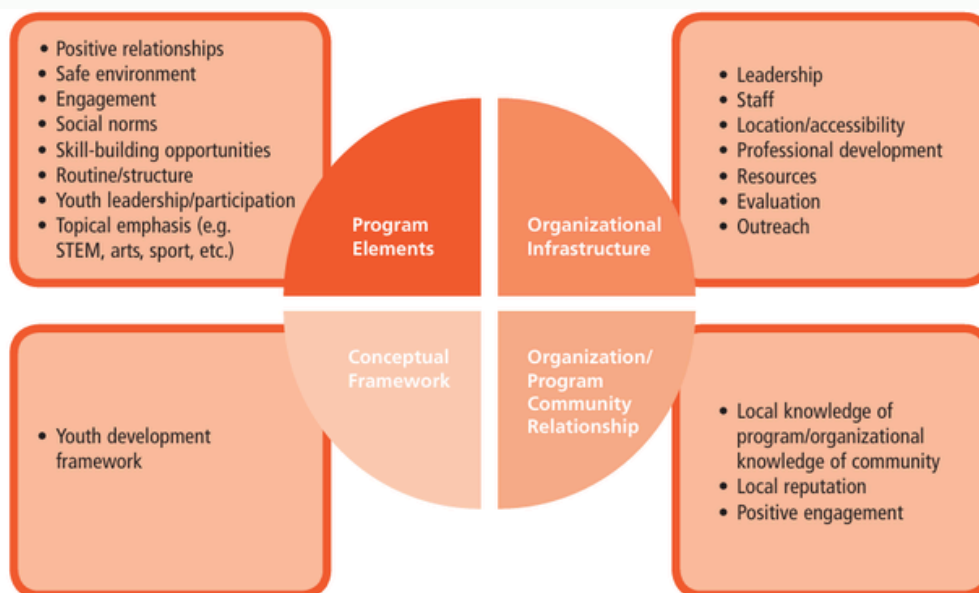 • Positive relationships
• Safe environment
• Engagement
• Social norms
• Skill-building opportunities
• Routine/structure
• Youth leadership/participation
• Topical emphasis (e.g.
STEM, arts, sport, etc.)
Program
Elements
Organizational
Infrastructure
• Leadership
• Staff
• Location/accessibility
• Professional development
• Resources
• Evaluation
• Outreach
• Youth development
framework
Conceptual
Framework
Organization/
Program
Community
Relationship
• Local knowledge of
program/organizational
knowledge of community
• Local reputation
• Positive engagement